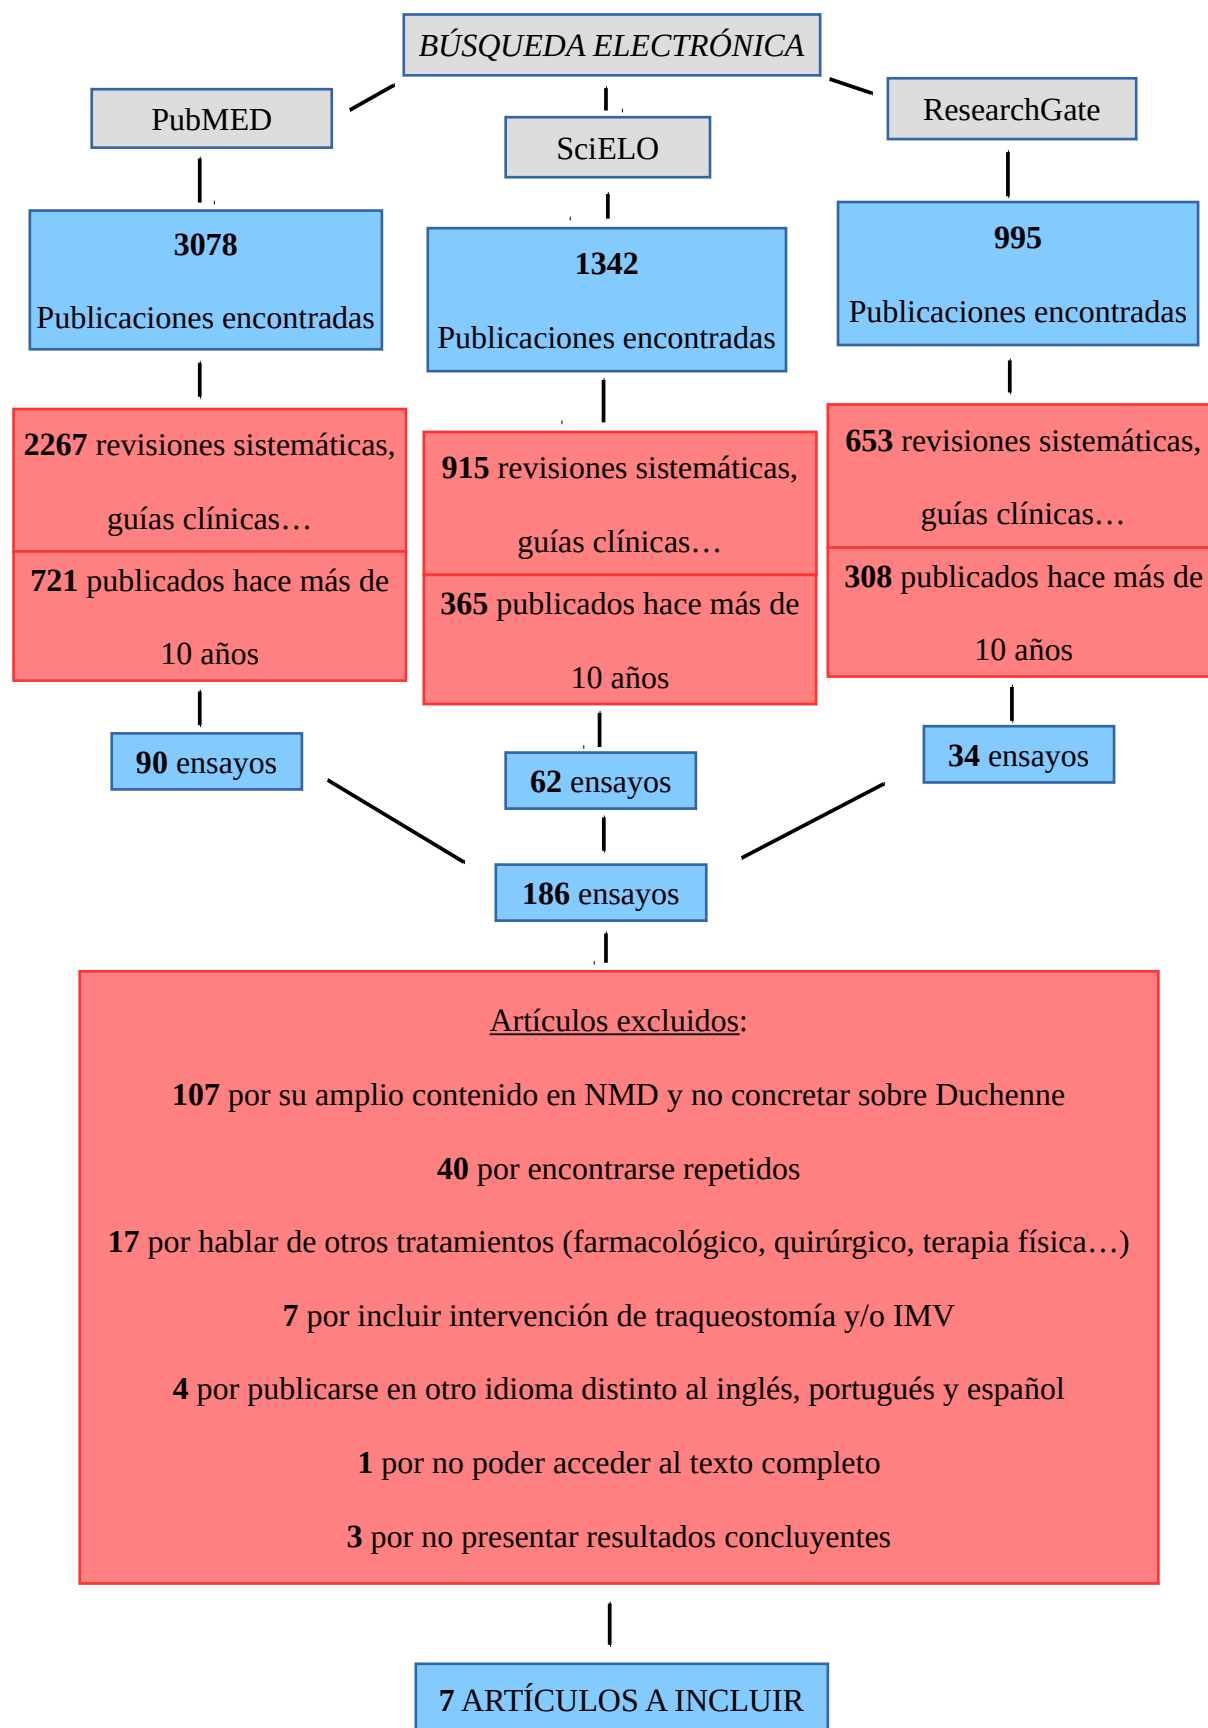 BÚSQUEDA ELECTRÓNICA
PubMED
SciELO
ResearchGate
3078
Publicaciones encontradas
1342
Publicaciones encontradas
995
Publicaciones encontradas
2267 revisiones sistemáticas,
guías clínicas…
721 publicados hace más de
10 años
915 revisiones sistemáticas,
guías clínicas…
365 publicados hace más de
10 años
653 revisiones sistemáticas,
guías clínicas…
308 publicados hace más de
10 años
90 ensayos
62 ensayos
34 ensayos
186 ensayos
Artículos excluidos:
107 por su amplio contenido en NMD y no concretar sobre Duchenne
40 por encontrarse repetidos
17 por hablar de otros tratamientos (farmacológico, quirúrgico, terapia física…)
7 por incluir intervención de traqueostomía y/o IMV
4 por publicarse en otro idioma distinto al inglés, portugués y español
1 por no poder acceder al texto completo
3 por no presentar resultados concluyentes
7 ARTÍCULOS A INCLUIR